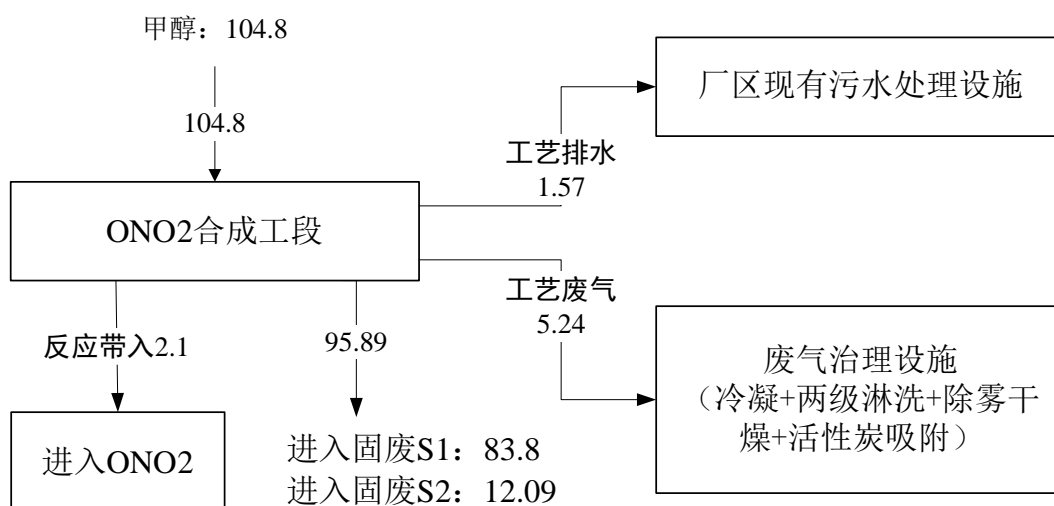 甲醇：104.8
104.8
厂区现有污水处理设施
工艺排水
1.57
ONO2合成工段
工艺废气
5.24
反应带入2.1
95.89
废气治理设施
（冷凝+两级淋洗+除雾干
燥+活性炭吸附）
进入ONO2
进入固废S1：83.8
进入固废S2：12.09